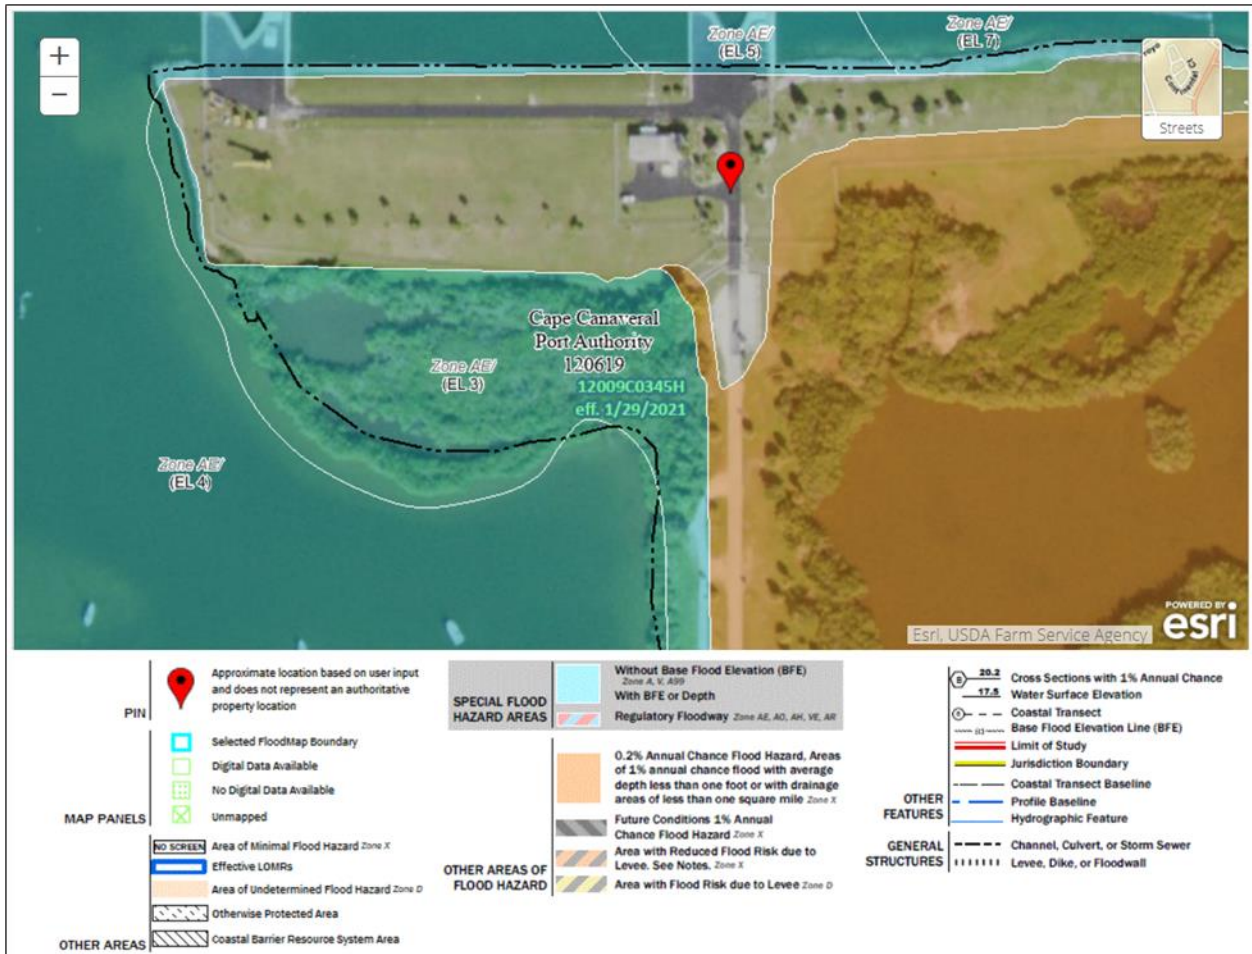 +
−
Zone AE/
(EL 5)
Zone AE/
(EL 7)
Streets
Cape Canaveral
Port Authority
120619
12009C0345H
eff. 1/29/2021
Zone AE/
(EL 3)
Zone AE/
(EL 4)
Esri, USDA Farm Service Agency
POWERED BY
esri
PIN
Approximate location based on user input
and does not represent an authoritative
property location
MAP PANELS
Selected FloodMap Boundary
Digital Data Available
No Digital Data Available
Unmapped
OTHER AREAS
NO SCREEN Area of Minimal Flood Hazard Zone X
Effective LOMRs
Area of Undetermined Flood Hazard Zone D
Otherwise Protected Area
Coastal Barrier Resource System Area
SPECIAL FLOOD
HAZARD AREAS
Without Base Flood Elevation (BFE)
Zone A, V, A99
With BFE or Depth
Regulatory Floodway Zone AE, AO, AH, VE, AR
OTHER AREAS OF
FLOOD HAZARD
0.2% Annual Chance Flood Hazard, Areas
of 1% annual chance flood with average
depth less than one foot or with drainage
areas of less than one square mile Zone X
Future Conditions 1% Annual
Chance Flood Hazard Zone X
Area with Reduced Flood Risk due to
Levee. See Notes. Zone X
Area with Flood Risk due to Levee Zone D
OTHER
FEATURES
20.2 Cross Sections with 1% Annual Chance
17.5 Water Surface Elevation
Coastal Transect
Base Flood Elevation Line (BFE)
Limit of Study
Jurisdiction Boundary
Coastal Transect Baseline
Profile Baseline
Hydrographic Feature
GENERAL
STRUCTURES
Channel, Culvert, or Storm Sewer
Levee, Dike, or Floodwall